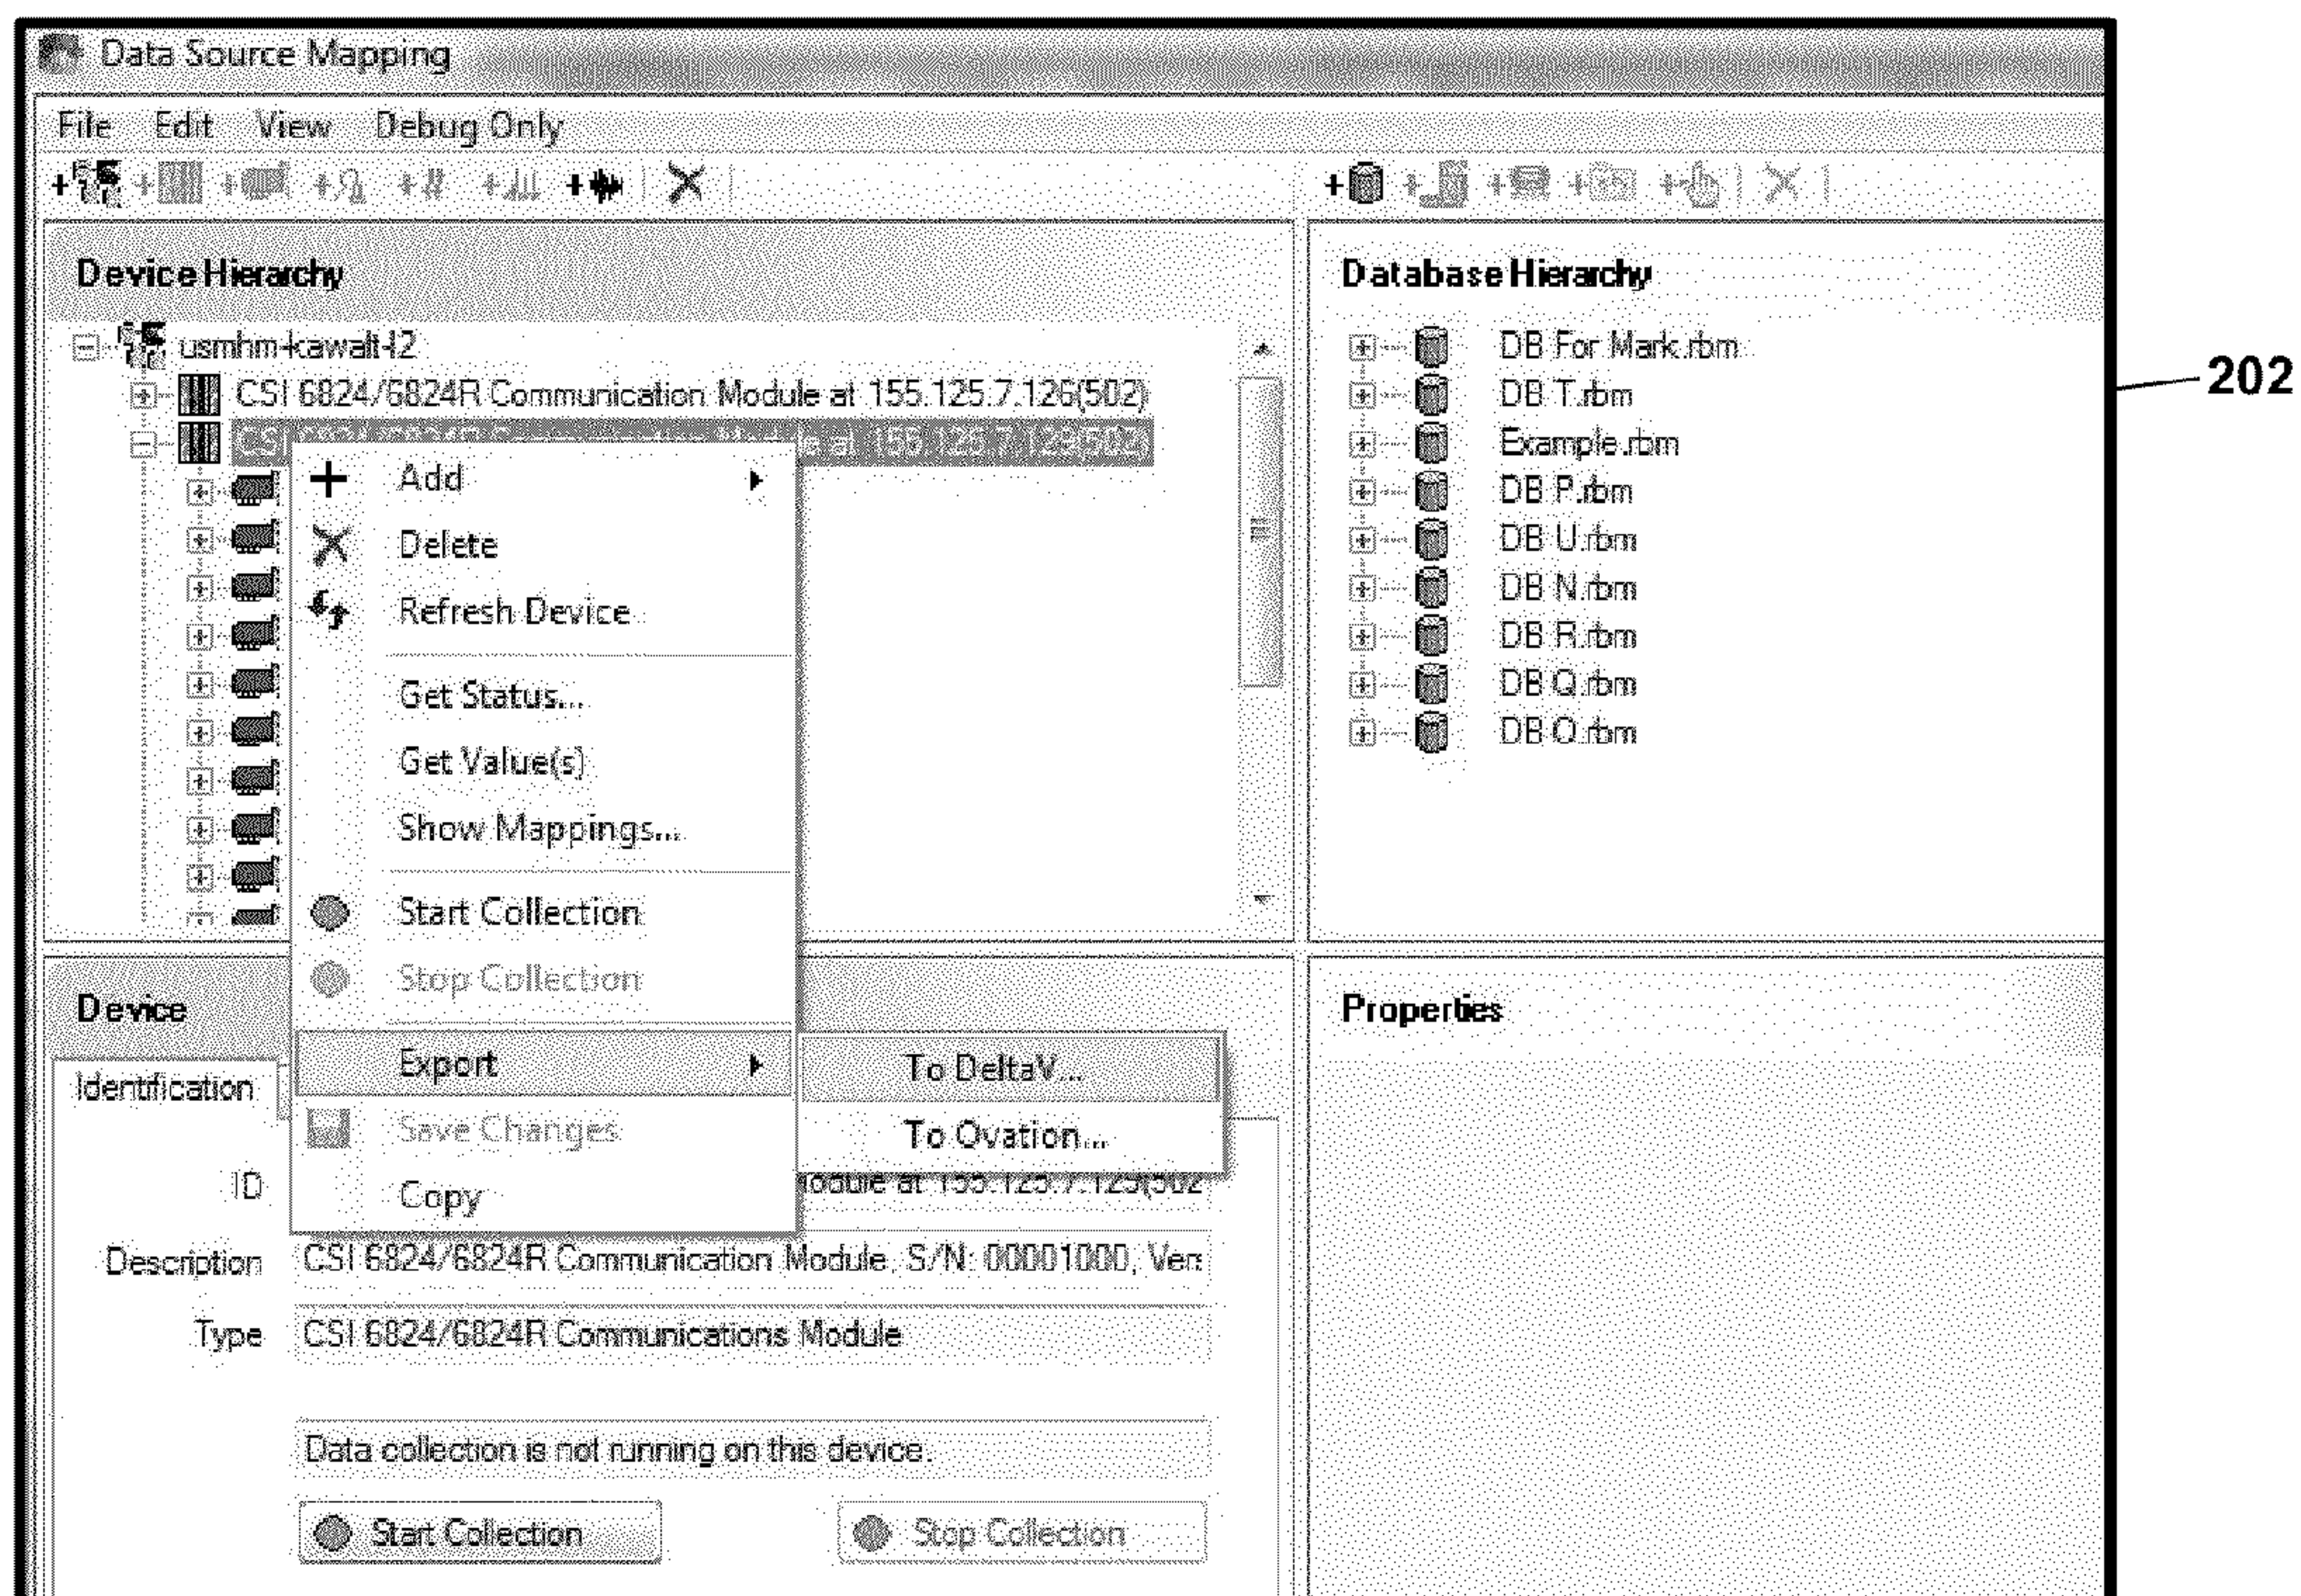 Data Source Mapping
File Edit View Debug Only
Device Hierarchy
usmhm-kawalt-l2
CSI 6824/6824R Communication Module at 155.125.7.126(502)
Add
Delete
Refresh Device
Get Status...
Get Value(s)
Show Mappings...
Start Collection
Stop Collection
Export
To DeltaV...
To Ovation...
Save Changes
Copy
Database Hierarchy
DB For Mark.rbm
DB T.rbm
Example.rbm
DB P.rbm
DB U.rbm
DB N.rbm
DB R.rbm
DB Q.rbm
DB O.rbm
202
Device
Identification
ID
Description CSI 6824/6824R Communication Module, S/N: 00001000, Vers
Type CSI 6824/6824R Communications Module
Data collection is not running on this device.
Start Collection Stop Collection
Properties